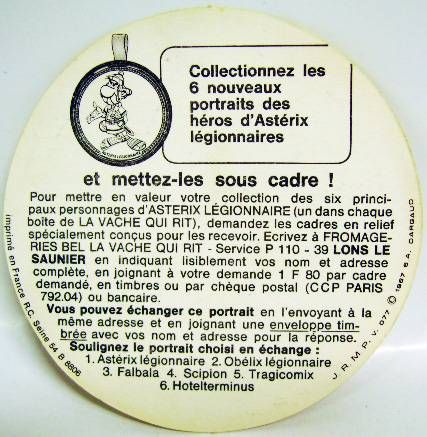 Collectionnez les
6 nouveaux
portraits des
héros d'Astérix
légionnaires
et mettez-les sous cadre !
Pour mettre en valeur votre collection des six princi-
paux personnages d'ASTERIX LÉGIONNAIRE (un dans chaque
boîte de LA VACHE QUI RIT), demandez les cadres en relief
spécialement conçus pour les recevoir. Ecrivez à FROMAGE-
RIES BEL LA VACHE QUI RIT - Service P 110 - 39 LONS LE
SAUNIER en indiquant lisiblement vos nom et adresse
complète, en joignant à votre demande 1 F 80 par cadre
demandé, en timbres ou par chèque postal (CCP PARIS
792.04) ou bancaire.
Vous pouvez échanger ce portrait en l'envoyant à la
même adresse et en joignant une enveloppe tim-
brée avec vos nom et adresse pour la réponse.
Soulignez le portrait choisi en échange :
1. Astérix légionnaire 2. Obélix légionnaire
3. Falbala 4. Scipion 5. Tragicomix
6. Hotelterminus
imprimé en France R.C. Seine 54 B 8806
J. R. M. P. v. 077 © 1967 S.A. DARGAUD